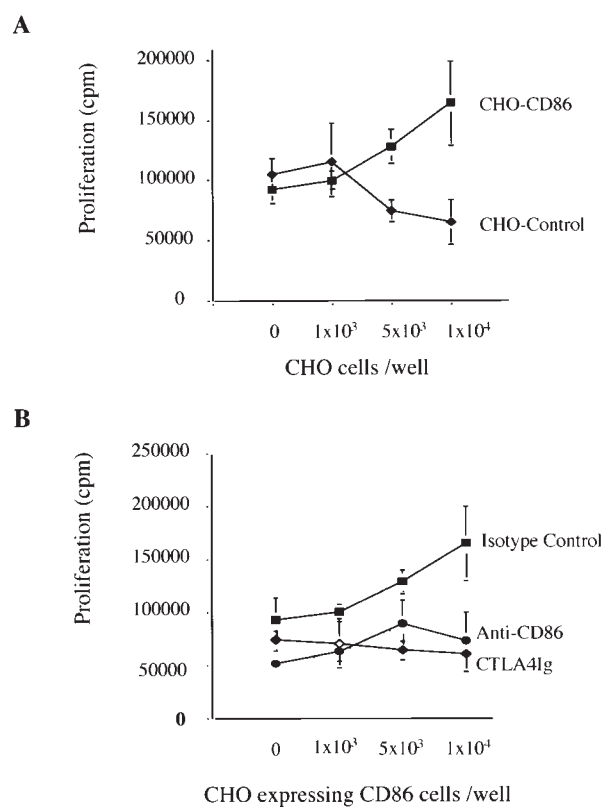 A
Proliferation (cpm)
200000
150000
100000
50000
0
CHO-CD86
CHO-Control
0 1x10³ 5x10³ 1x10⁴
CHO cells /well
B
Proliferation (cpm)
250000
200000
150000
100000
50000
0
Isotype Control
Anti-CD86
CTLA4Ig
0 1x10³ 5x10³ 1x10⁴
CHO expressing CD86 cells /well